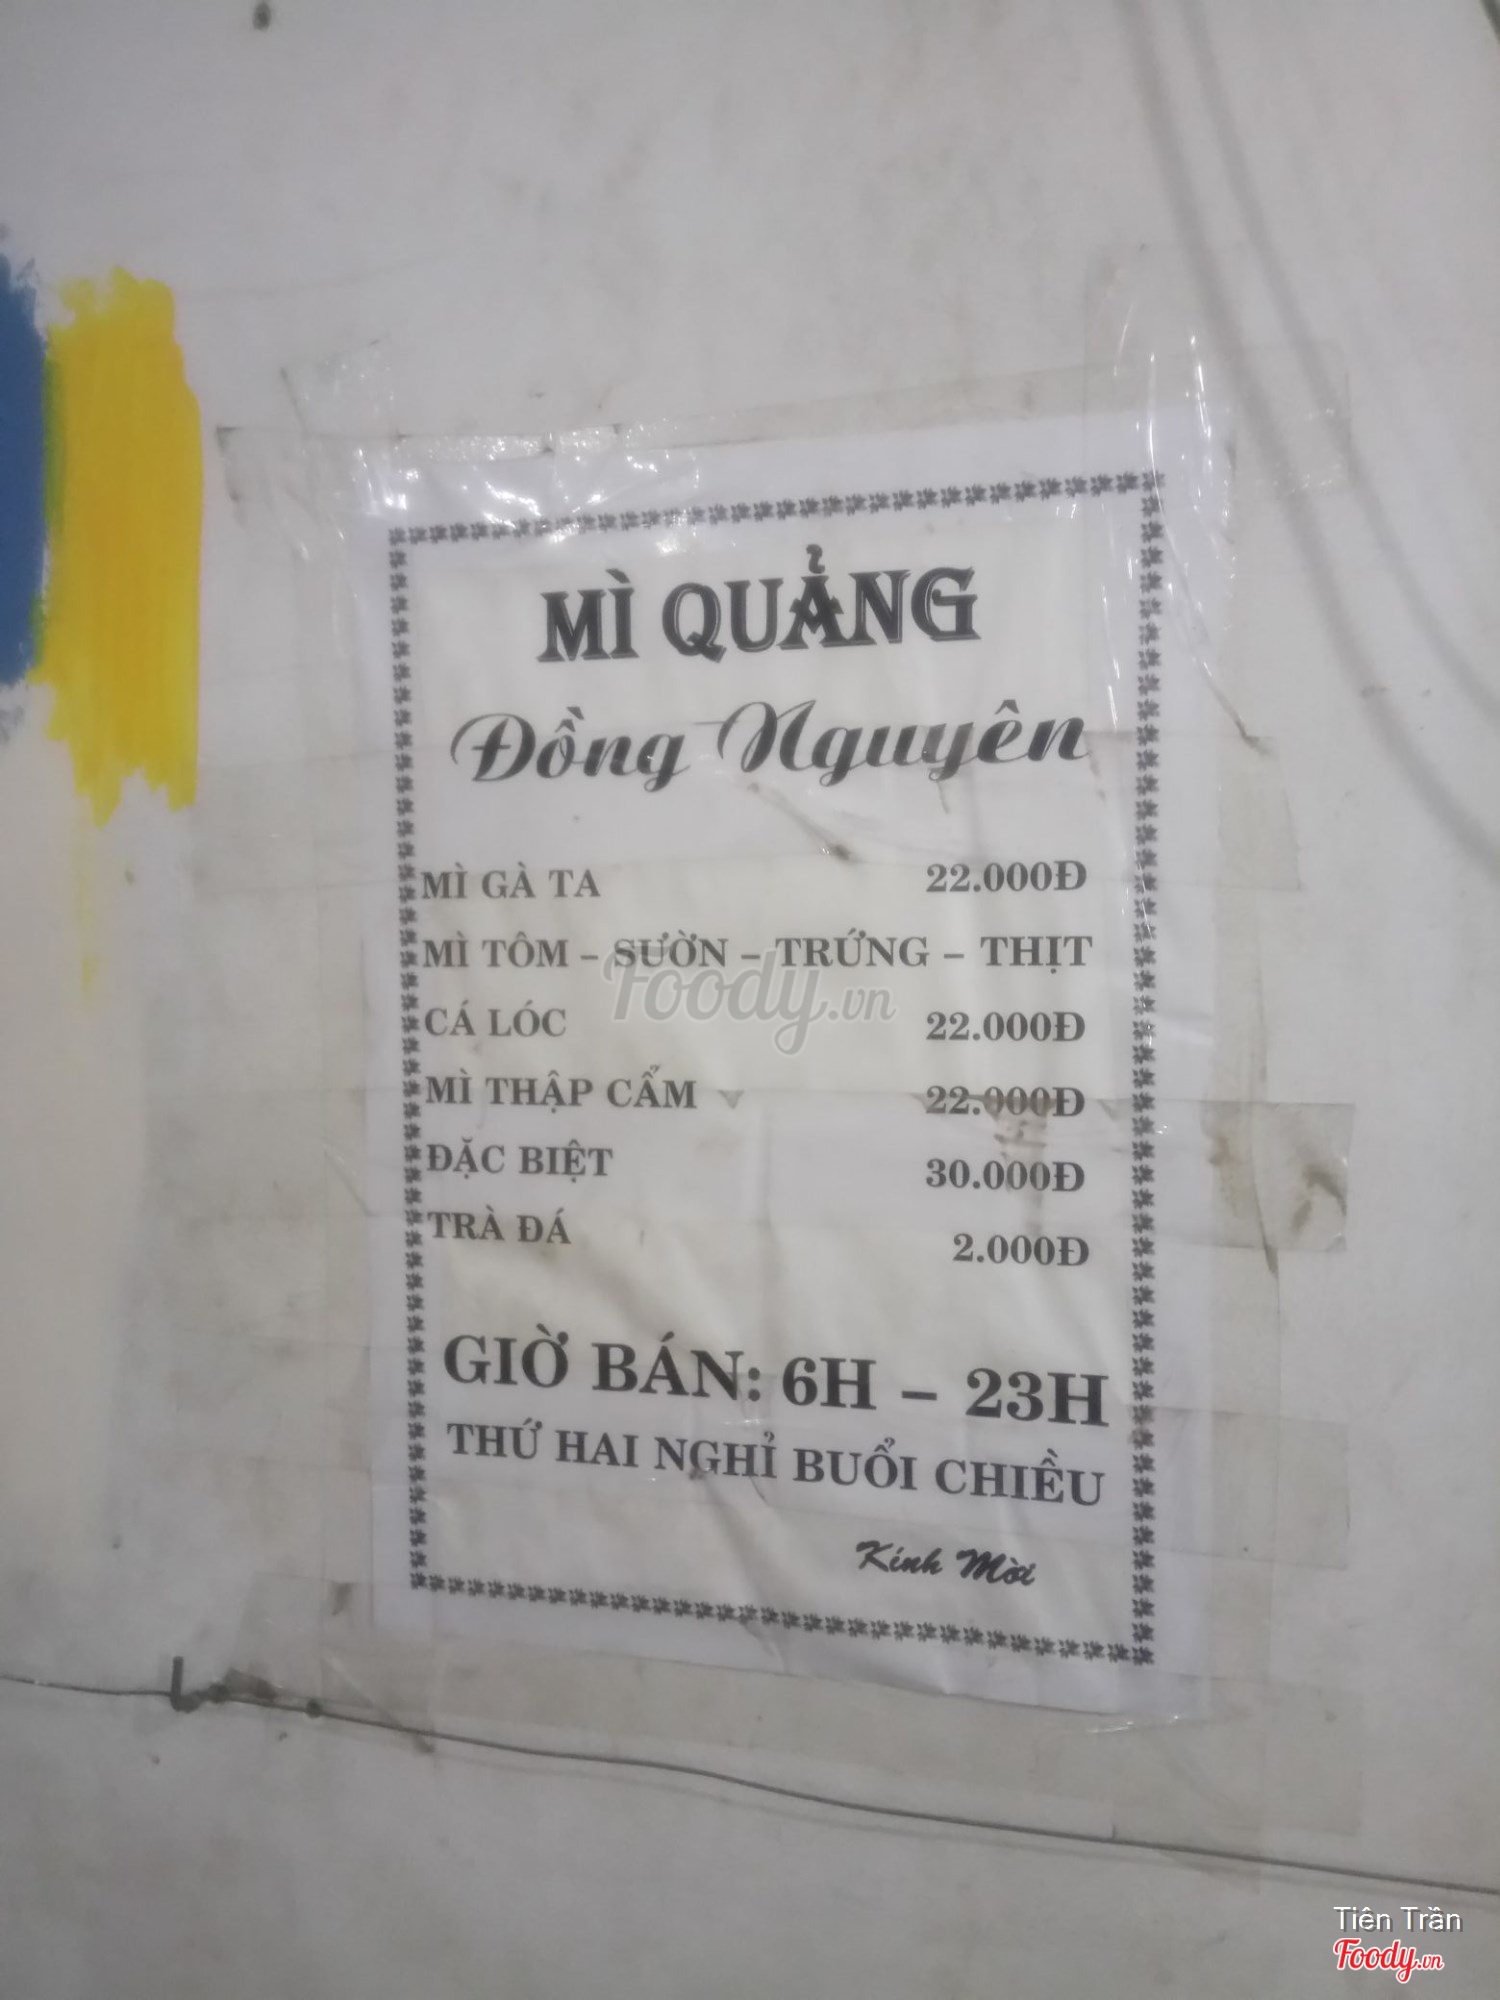 MÌ QUẢNG
Đồng Nguyên
MÌ GÀ TA 22.000Đ
MÌ TÔM – SƯỜN – TRỨNG – THỊT
CÁ LÓC 22.000Đ
MÌ THẬP CẨM 22.000Đ
ĐẶC BIỆT 30.000Đ
TRÀ ĐÁ 2.000Đ
GIỜ BÁN: 6H – 23H
THỨ HAI NGHỈ BUỔI CHIỀU
Kính Mời
Foody.vn
Tiên Trần
Foody.vn